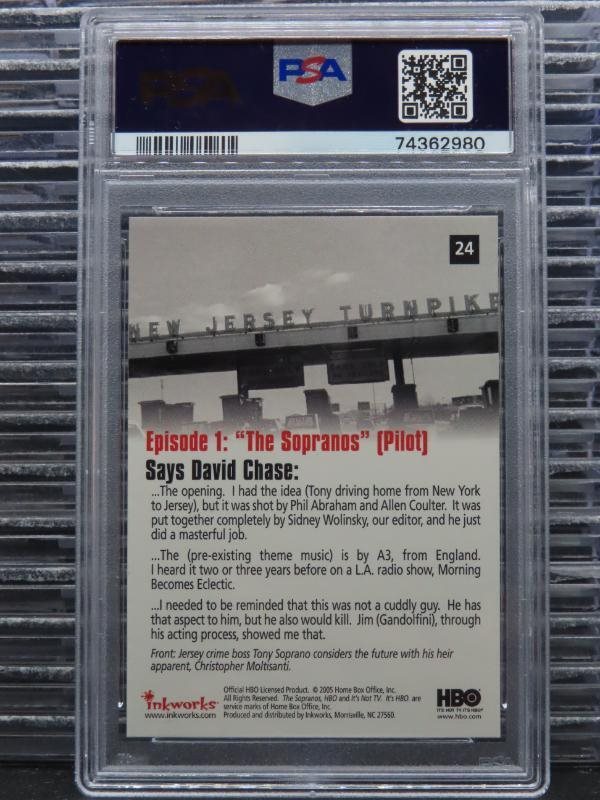 PSA
PSA
74362980
24
NEW JERSEY TURNPIKE
Episode 1: “The Sopranos” (Pilot)
Says David Chase:
...The opening. I had the idea (Tony driving home from New York
to Jersey), but it was shot by Phil Abraham and Allen Coulter. It was
put together completely by Sidney Wolinsky, our editor, and he just
did a masterful job.
...The (pre-existing theme music) is by A3, from England.
I heard it two or three years before on a L.A. radio show, Morning
Becomes Eclectic.
...I needed to be reminded that this was not a cuddly guy. He has
that aspect to him, but he also would kill. Jim (Gandolfini), through
his acting process, showed me that.
Front: Jersey crime boss Tony Soprano considers the future with his heir
apparent, Christopher Moltisanti.
inkworks
www.inkworks.com
Official HBO Licensed Product. © 2005 Home Box Office, Inc.
All Rights Reserved. The Sopranos, HBO and It's Not TV. It's HBO. are
service marks of Home Box Office, Inc.
Produced and distributed by Inkworks, Morrisville, NC 27560.
HBO
IT'S NOT TV. IT'S HBO.
www.hbo.com
PSA